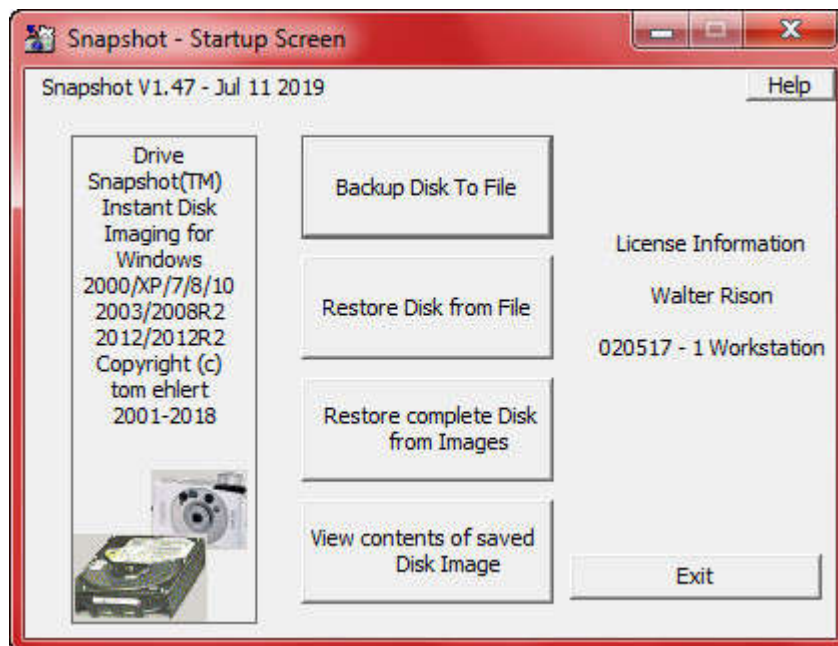 Snapshot - Startup Screen
Snapshot V1.47 - Jul 11 2019
Help
Drive
Snapshot(TM)
Instant Disk
Imaging for
Windows
2000/XP/7/8/10
2003/2008R2
2012/2012R2
Copyright (c)
tom ehlert
2001-2018
Backup Disk To File
Restore Disk from File
Restore complete Disk
from Images
View contents of saved
Disk Image
License Information
Walter Rison
020517 - 1 Workstation
Exit